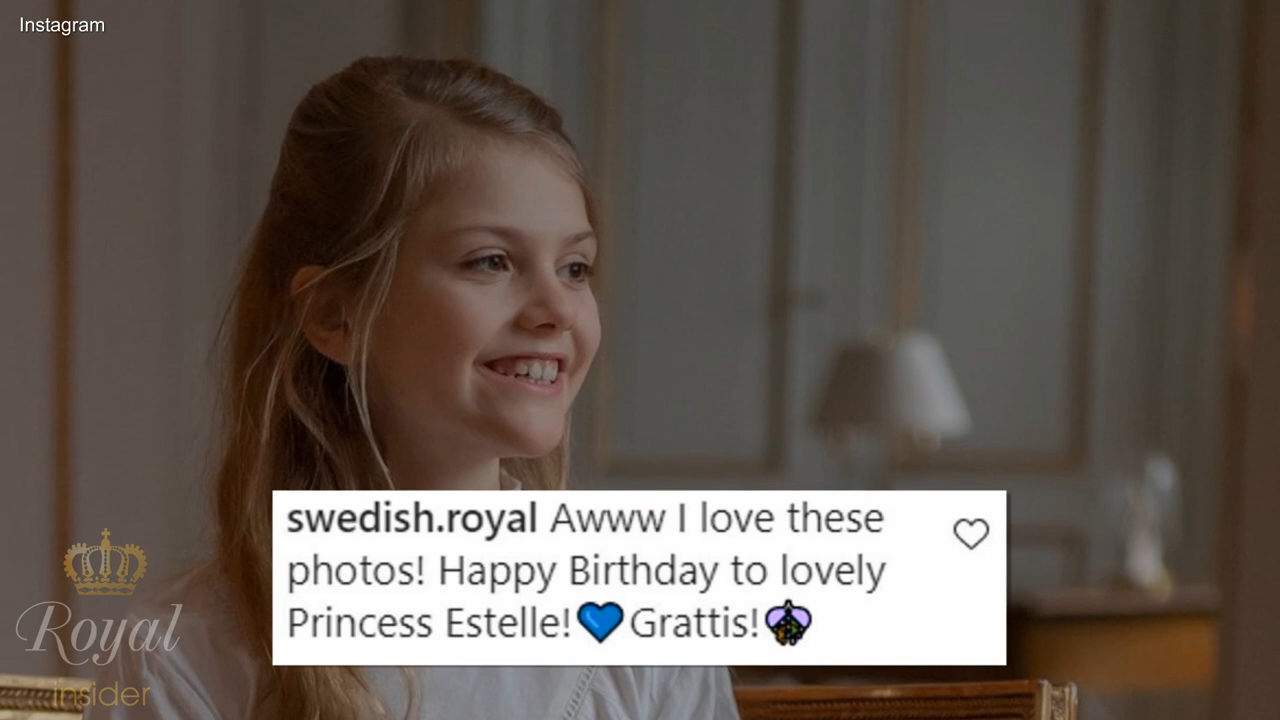 Instagram
swedish.royal Awww I love these
photos! Happy Birthday to lovely
Princess Estelle!💙Grattis!
Royal
Insider